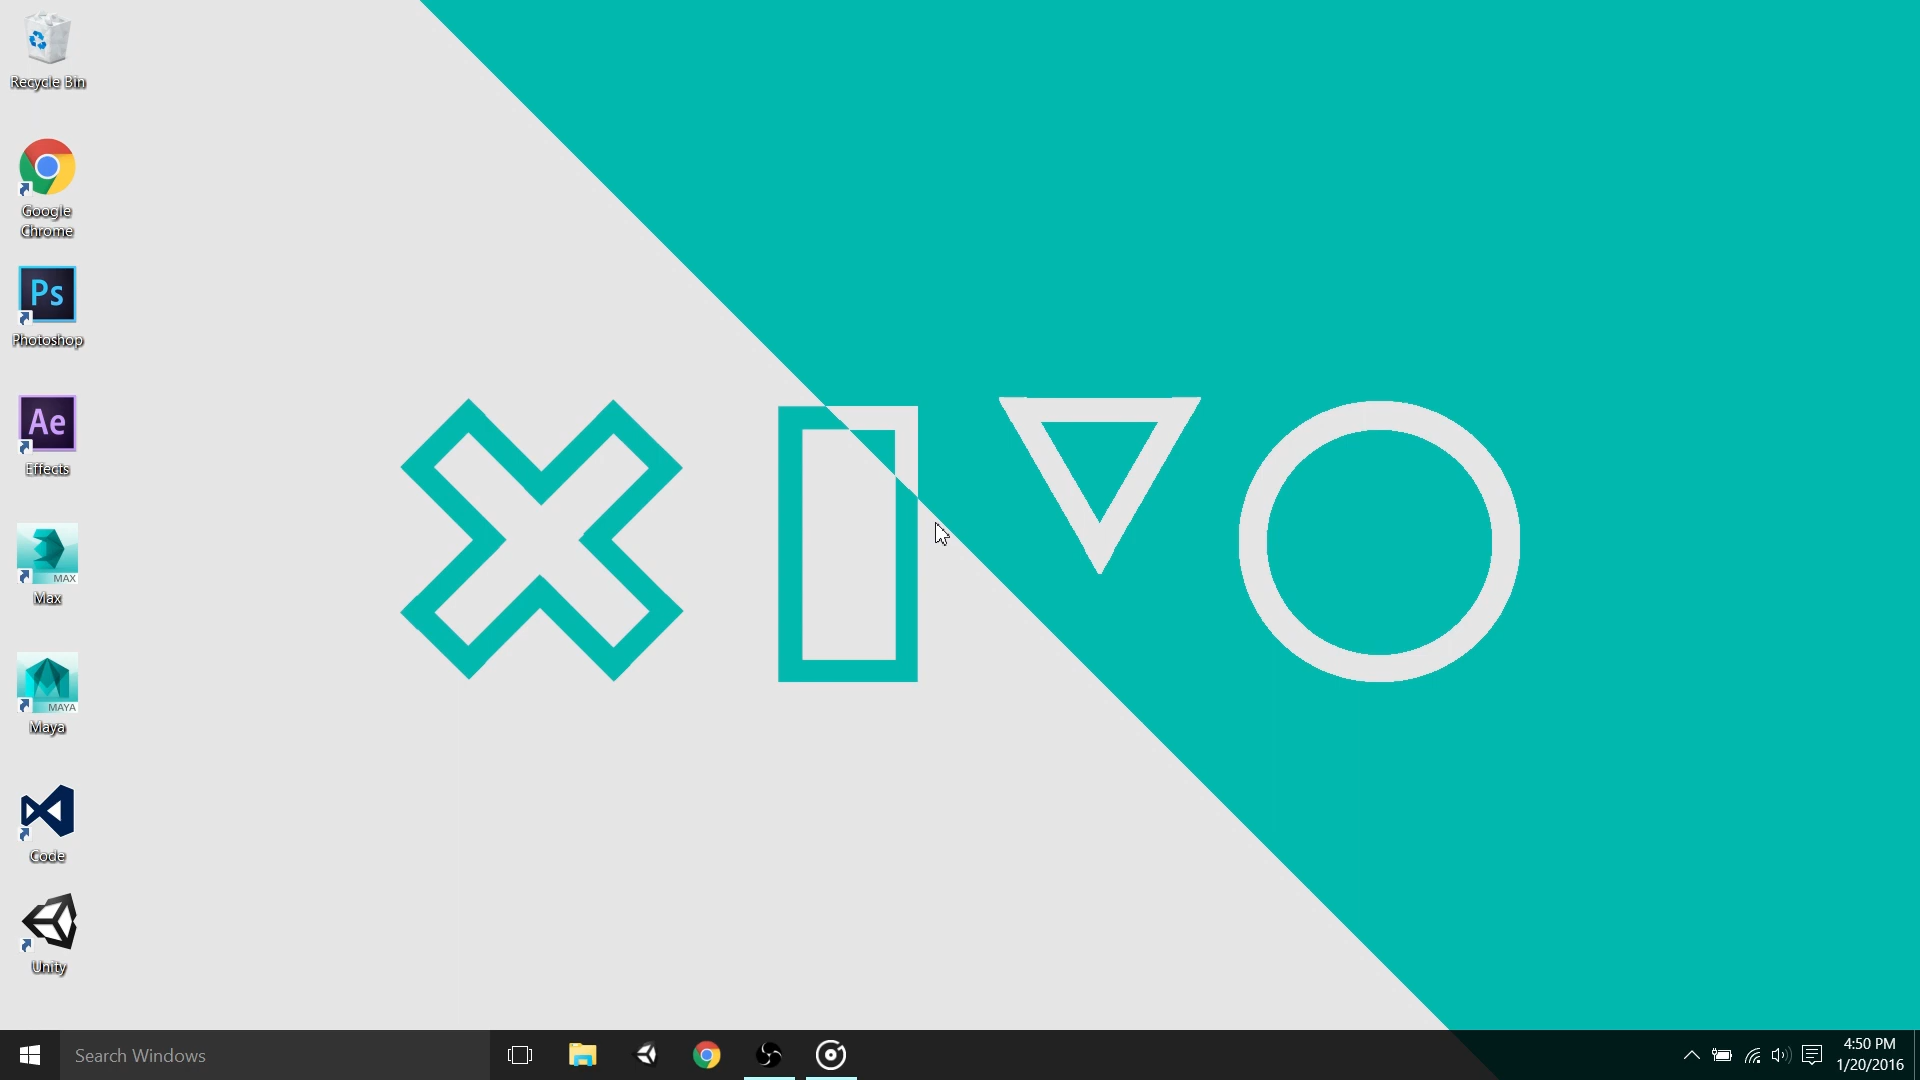 Recycle Bin
Google
Chrome
Ps
Photoshop
Ae
Effects
MAX
Max
MAYA
Maya
Code
Unity
Search Windows
4:50 PM
1/20/2016